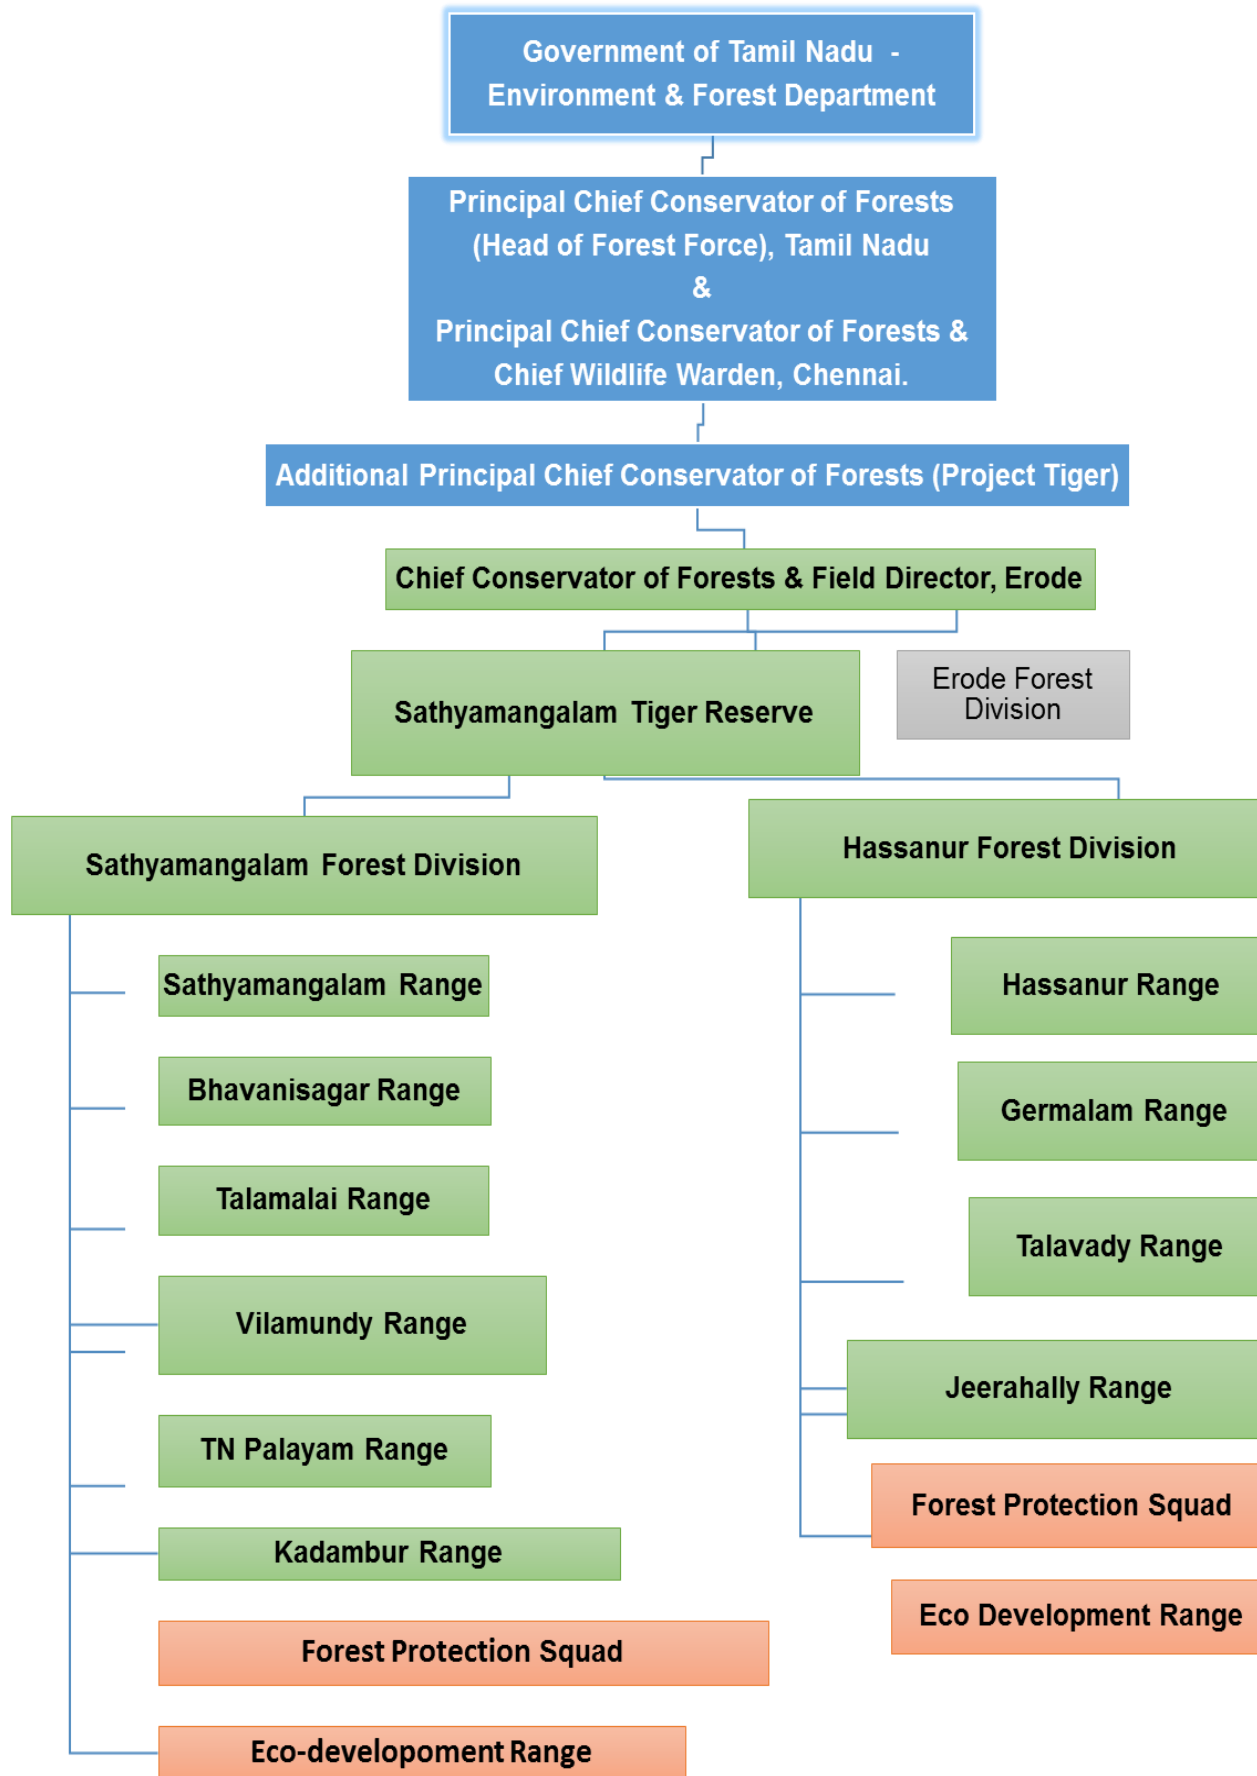 Government of Tamil Nadu -
Environment & Forest Department
Principal Chief Conservator of Forests
(Head of Forest Force), Tamil Nadu
&
Principal Chief Conservator of Forests &
Chief Wildlife Warden, Chennai.
Additional Principal Chief Conservator of Forests (Project Tiger)
Chief Conservator of Forests & Field Director, Erode
Sathyamangalam Tiger Reserve
Erode Forest
Division
Sathyamangalam Forest Division
Sathyamangalam Range
Bhavanisagar Range
Talamalai Range
Vilamundy Range
TN Palayam Range
Kadambur Range
Forest Protection Squad
Eco-developoment Range
Hassanur Forest Division
Hassanur Range
Germalam Range
Talavady Range
Jeerahally Range
Forest Protection Squad
Eco Development Range